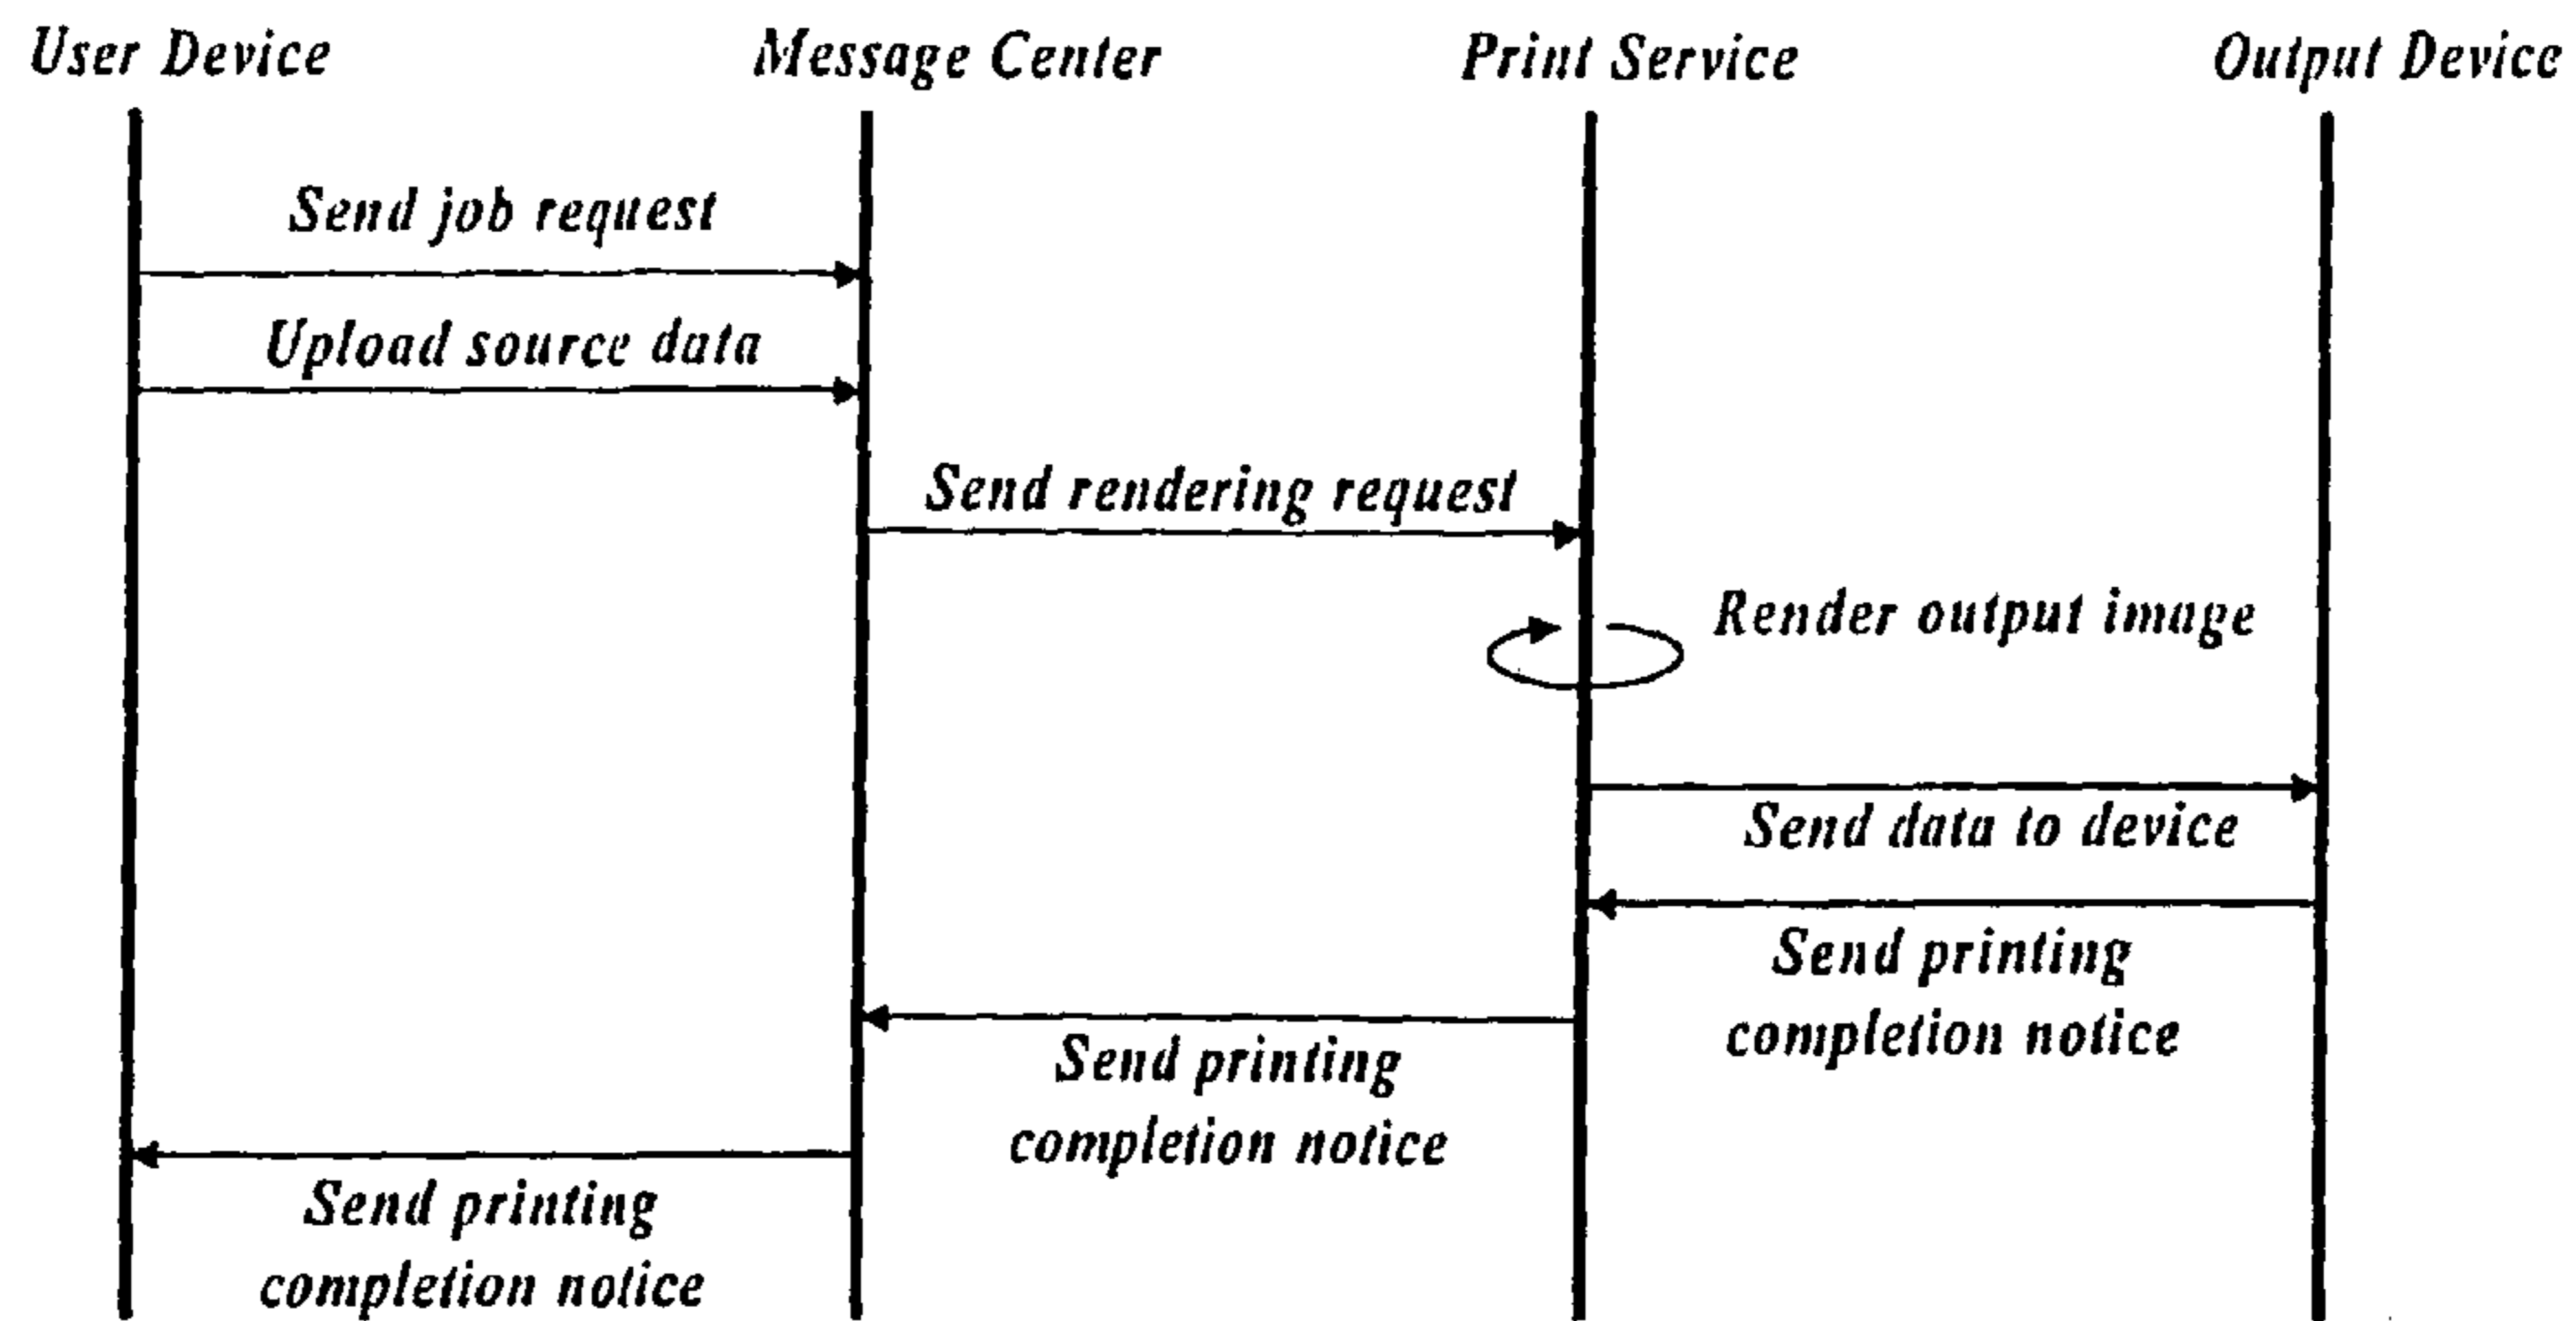 User Device
Message Center
Print Service
Output Device
Send job request
Upload source data
Send rendering request
Render output image
Send data to device
Send printing
completion notice
Send printing
completion notice
Send printing
completion notice